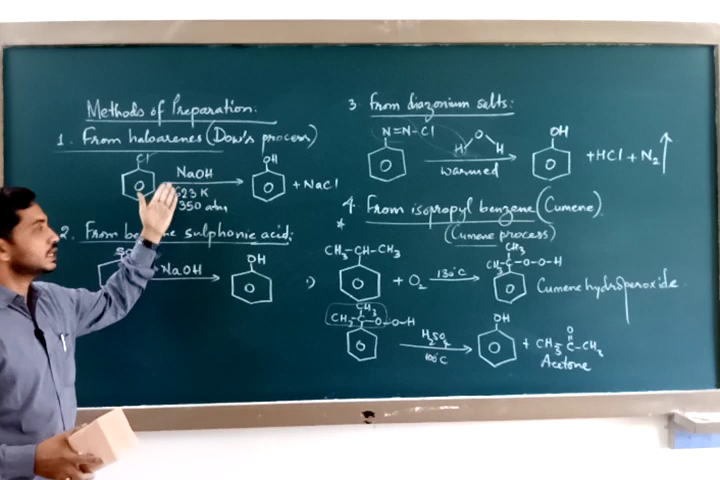 Methods of Preparation:
1. From haloarenes (Dow's process)
Cl
NaOH
623 K
350 atm
OH
+ NaCl
2. From benzene sulphonic acid:
NaOH
OH
3. From diazonium salts:
N=N-Cl
H O H
warmed
OH
+HCl + N2↑
4. From isopropyl benzene (Cumene)
*
(Cumene process)
CH3-CH-CH3
+ O2
130°C
CH3
CH3-C-O-O-H
Cumene hydroperoxide
CH3
CH3-C-O-O-H
H2SO4
100°C
OH
+ CH3-C-CH3
O
Acetone